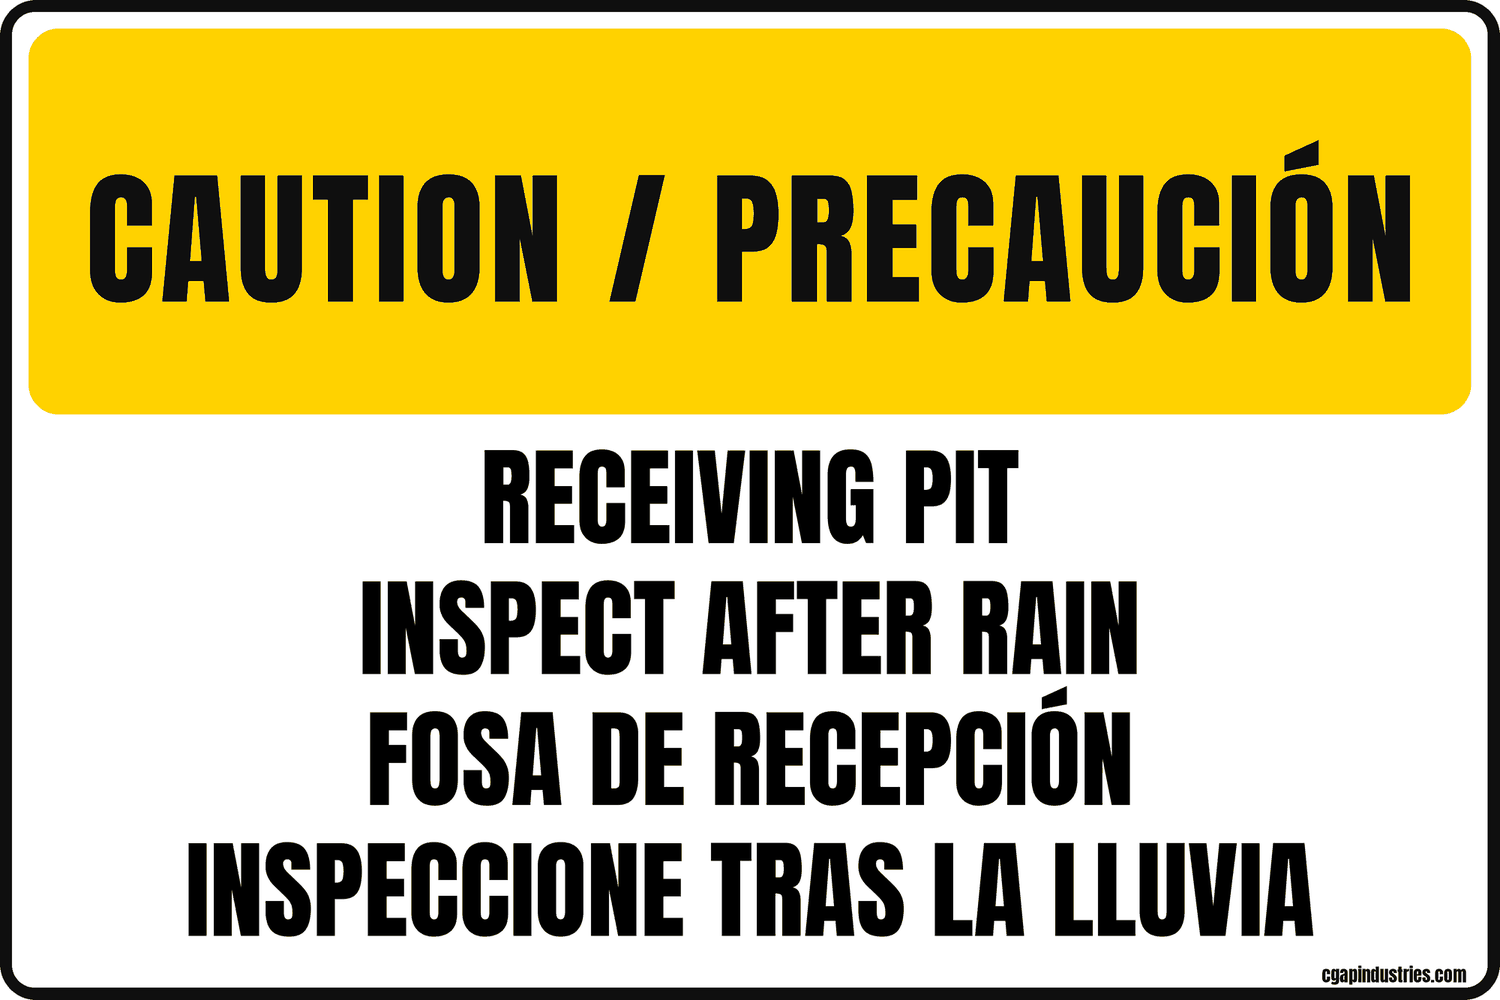 CAUTION / PRECAUCIÓN
RECEIVING PIT
INSPECT AFTER RAIN
FOSA DE RECEPCIÓN
INSPECCIONE TRAS LA LLUVIA
cgapindustries.com